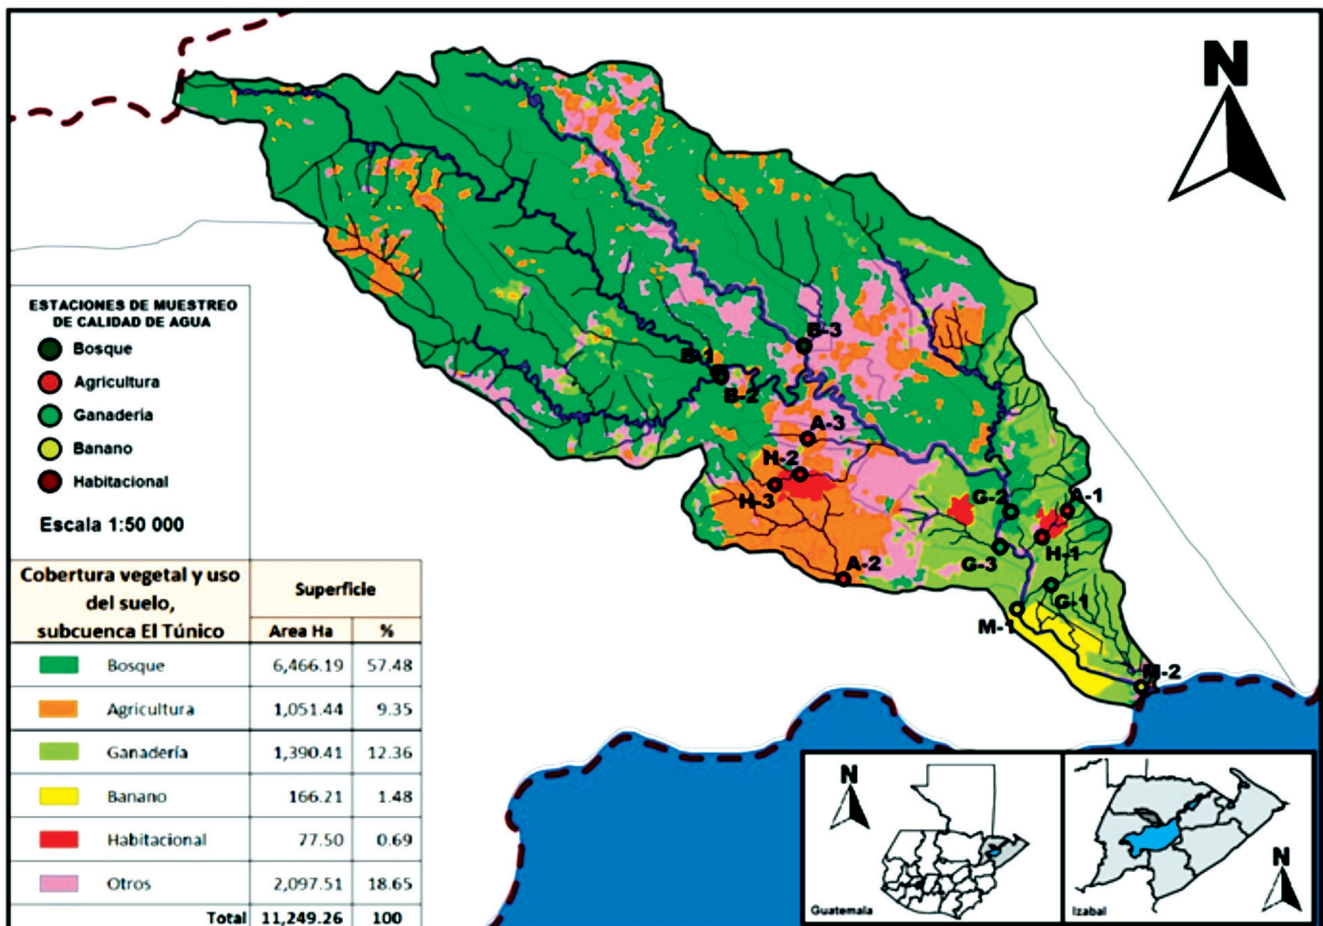 N
ESTACIONES DE MUESTREO
DE CALIDAD DE AGUA
Bosque
Agricultura
Ganadería
Banano
Habitacional
Escala 1:50 000
B-3
B-1
B-2
A-3
H-2
H-3
G-2
A-1
H-1
G-3
A-2
G-1
M-1
M-2
Cobertura vegetal y uso
del suelo,
subcuenca El Túnico
Superficie
Area Ha %
Bosque 6,466.19 57.48
Agricultura 1,051.44 9.35
Ganadería 1,390.41 12.36
Banano 166.21 1.48
Habitacional 77.50 0.69
Otros 2,097.51 18.65
Total 11,249.26 100
N
Guatemala
N
Izabal